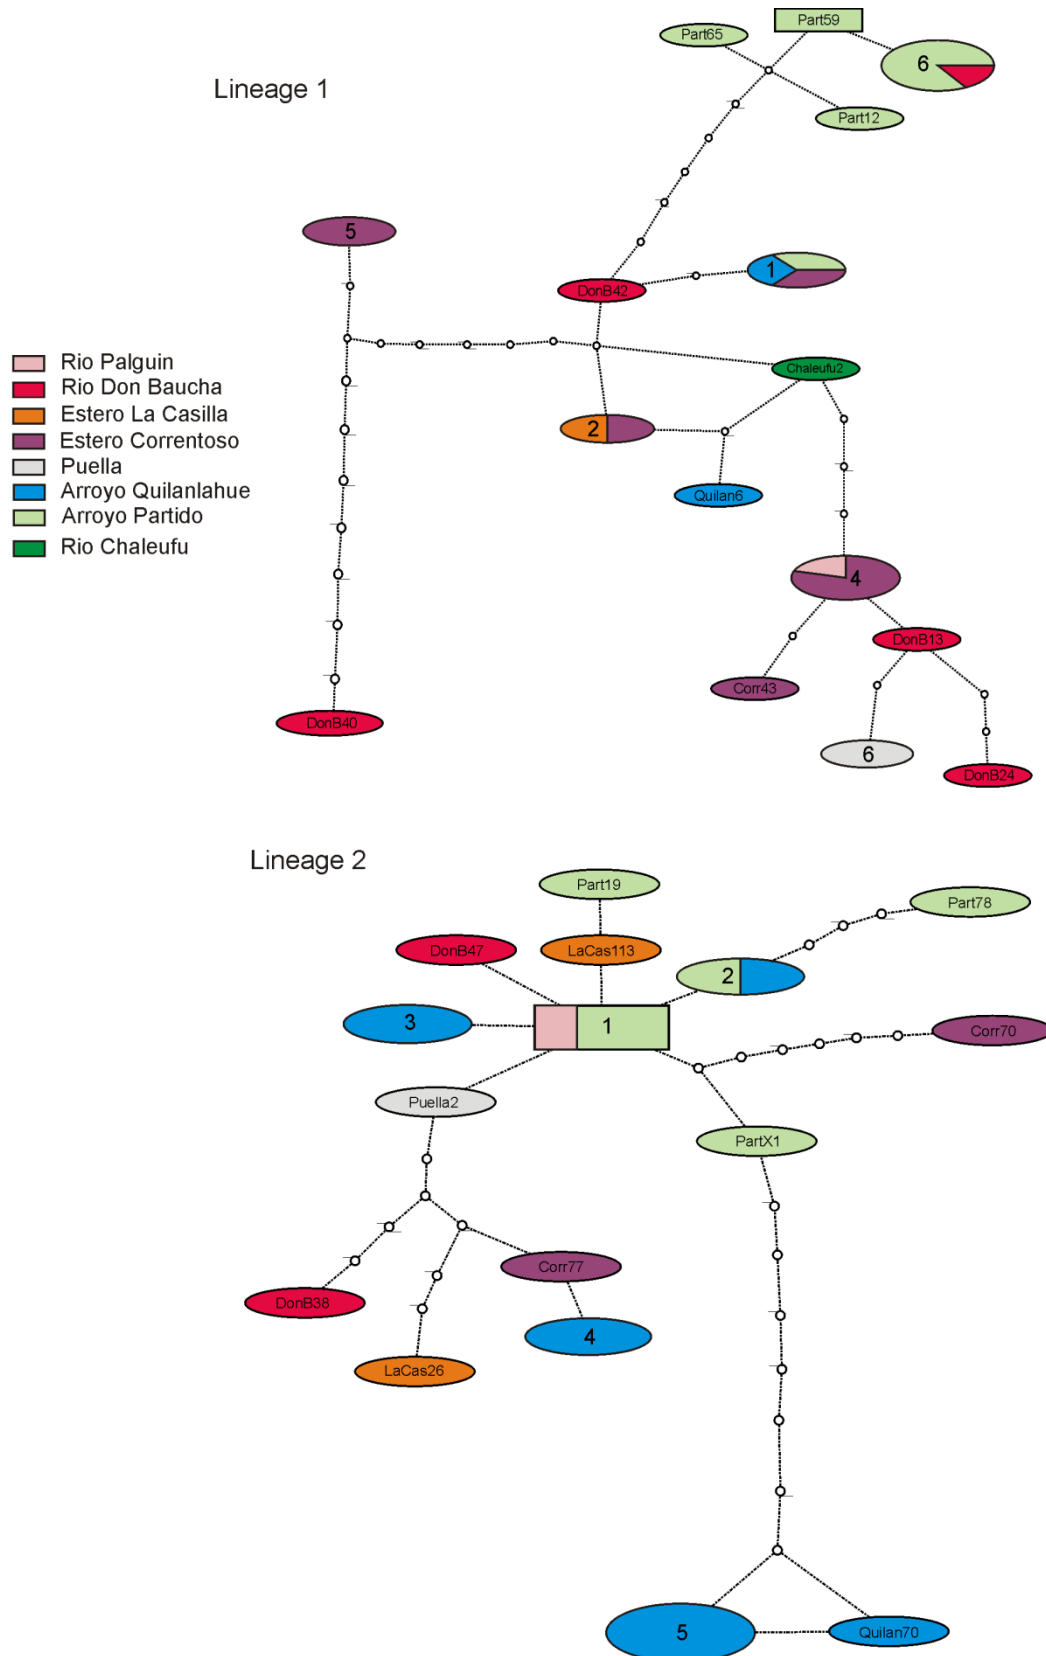 Part59
Part65
6
Lineage 1
Part12
5
1
DonB42
Rio Palguin
Rio Don Baucha
Estero La Casilla
Estero Correntoso
Puella
Arroyo Quilanlahue
Arroyo Partido
Rio Chaleufu
Chaleufu2
2
Quilan6
4
DonB13
Corr43
DonB40
6
DonB24
Lineage 2
Part19
Part78
DonB47
LaCas113
2
3
1
Corr70
Puella2
PartX1
Corr77
DonB38
4
LaCas26
5
Quilan70